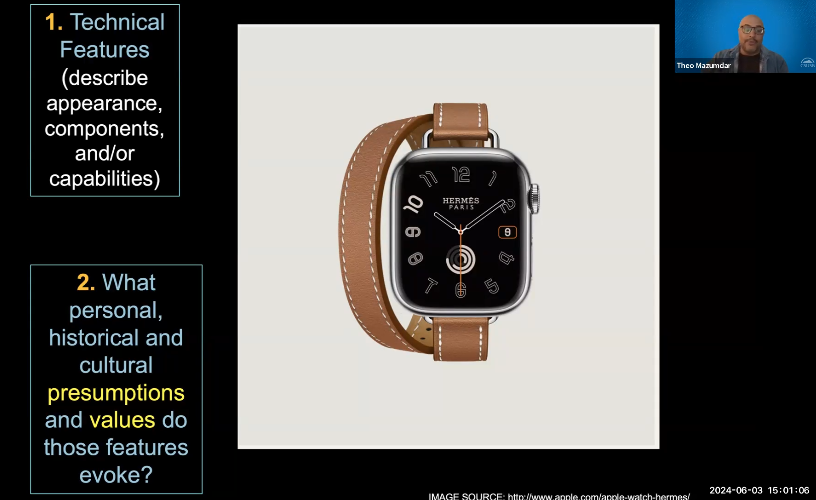 1. Technical
Features
(describe
appearance,
components,
and/or
capabilities)
2. What
personal,
historical and
cultural
presumptions
and values do
those features
evoke?
11 12 1
10 2
9 9
8 4
7 6 5
HERMÈS
PARIS
Theo Mazumdar
IMAGE SOURCE: http://www.apple.com/apple-watch-hermes/
2024-06-03 15:01:06